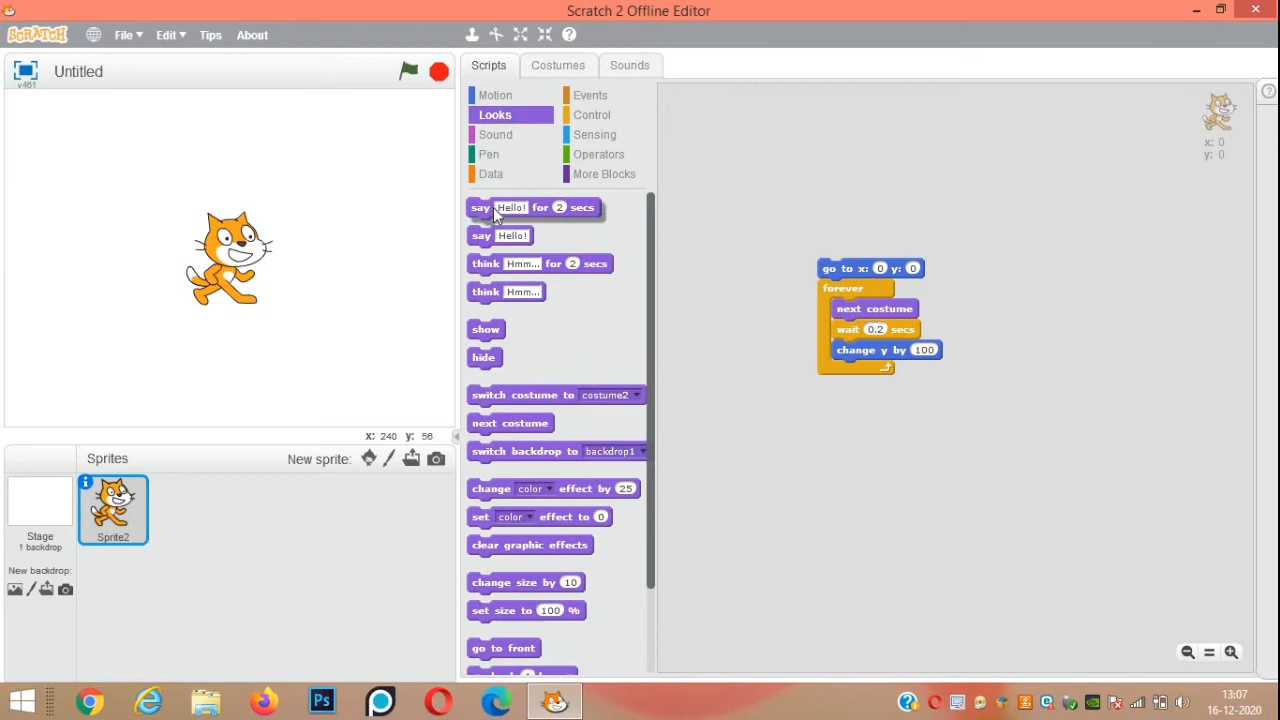 Scratch 2 Offline Editor
SCRATCH File Edit Tips About
v461 Untitled
Scripts Costumes Sounds
Motion Events
Looks Control
Sound Sensing
Pen Operators
Data More Blocks
say Hello! for 2 secs
say Hello!
think Hmm... for 2 secs
think Hmm...
show
hide
switch costume to costume2
next costume
switch backdrop to backdrop1
change color effect by 25
set color effect to 0
clear graphic effects
change size by 10
set size to 100 %
go to front
x: 0
y: 0
go to x: 0 y: 0
forever
next costume
wait 0.2 secs
change y by 100
x: 240 y: 56
Sprites New sprite:
Sprite2
Stage
1 backdrop
New backdrop:
Ps
13:07
16-12-2020